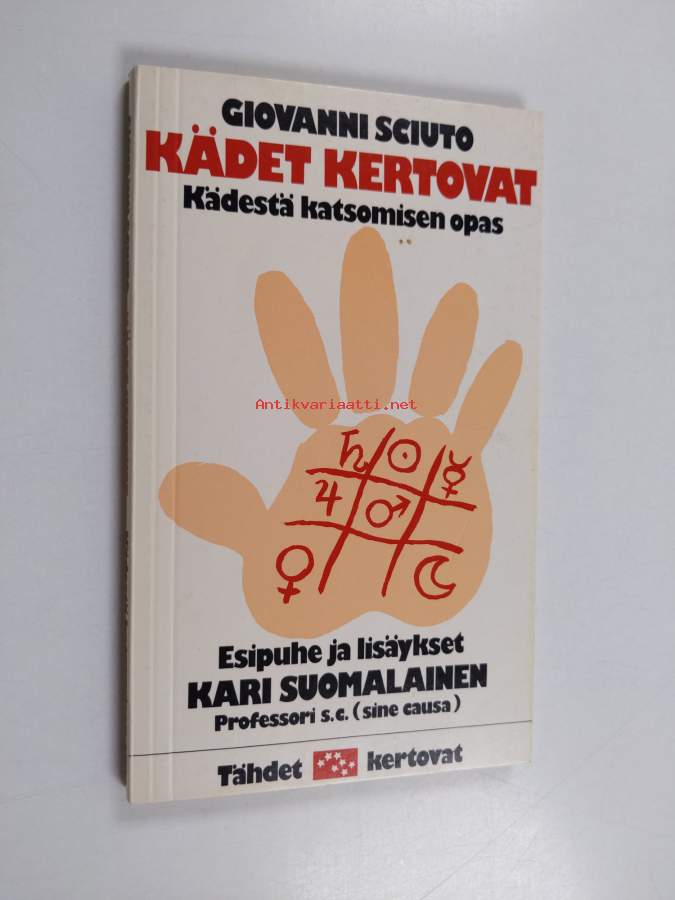 GIOVANNI SCIUTO
KÄDET KERTOVAT
Kädestä katsomisen opas
Antikvariaatti.net
♄ ☉ ☿
♃ ♂
♀ ☾
Esipuhe ja lisäykset
KARI SUOMALAINEN
Professori s.c. (sine causa)
Tähdet kertovat